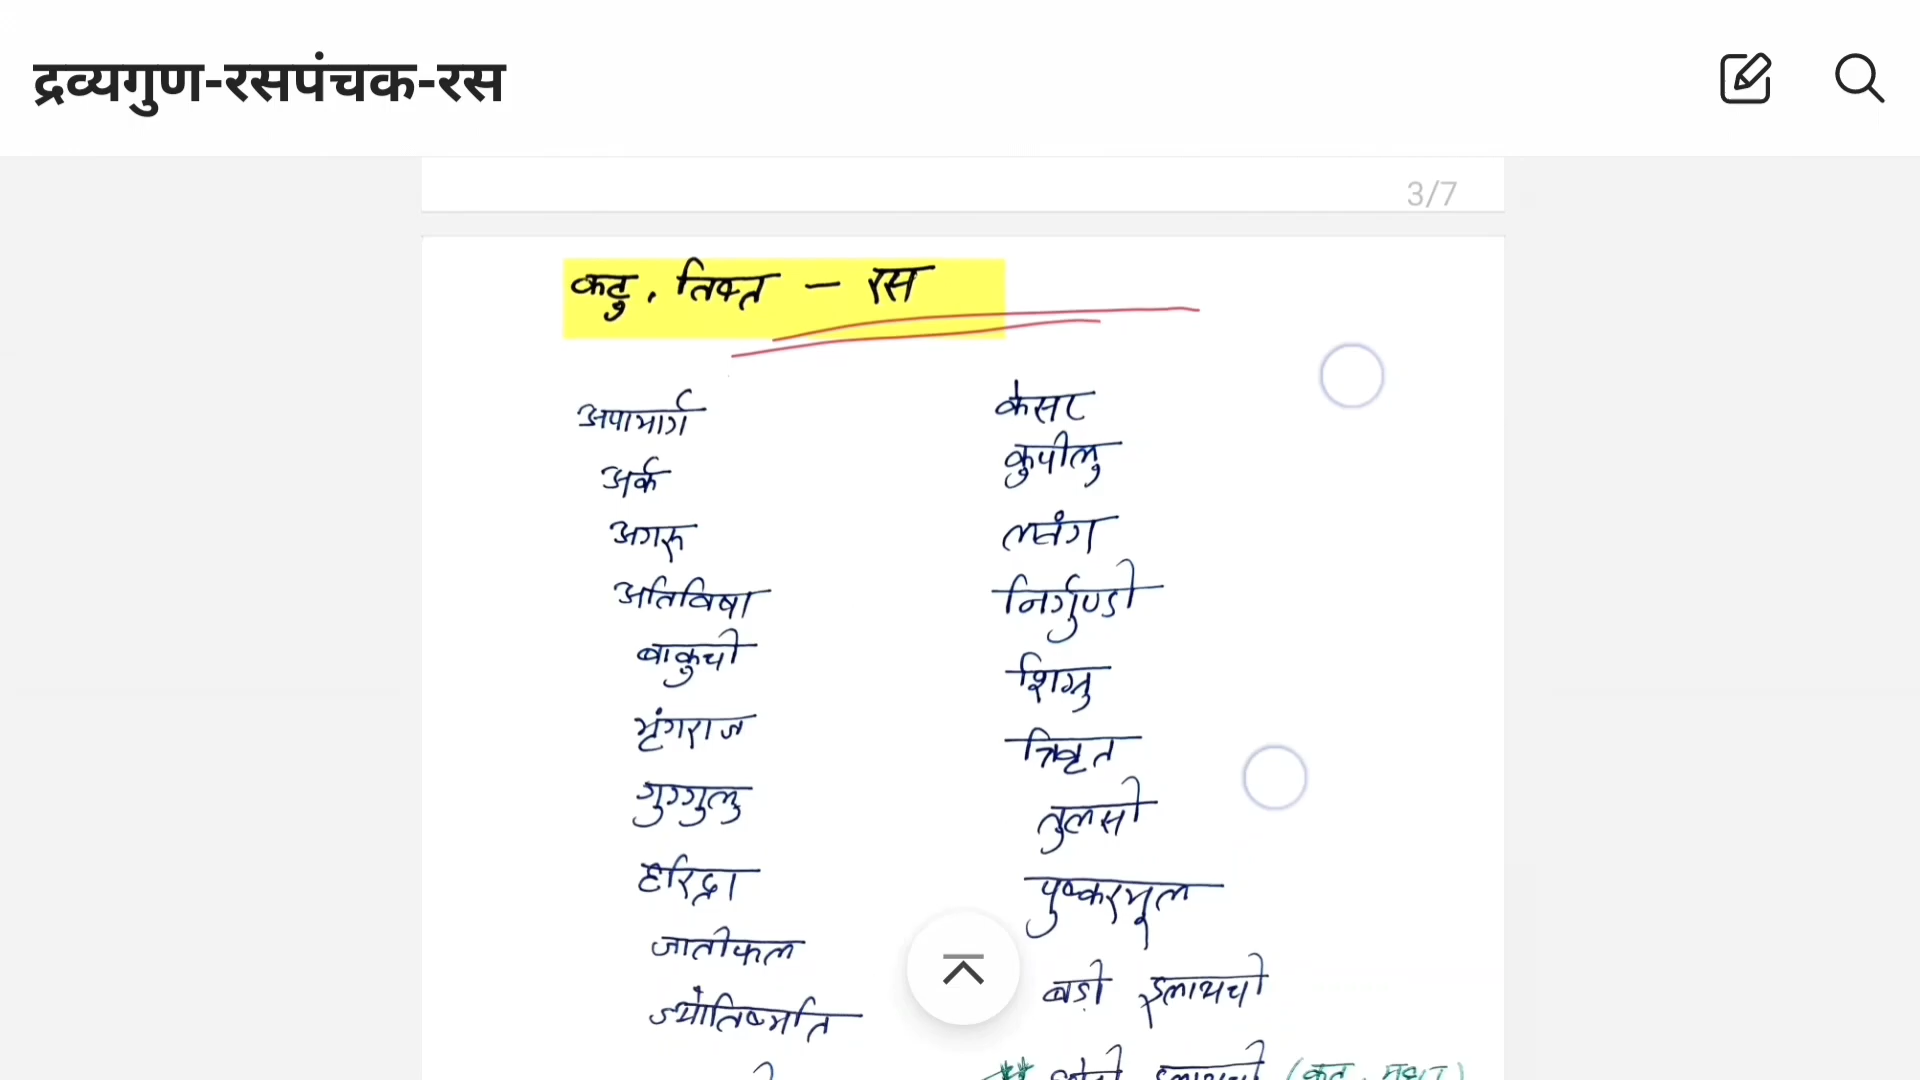 द्रव्यगुण-रसपंचक-रस
3/7
कटु, तिक्त - रस
अपामार्ग
अर्क
अगरु
अतिविषा
बाकुची
भृंगराज
गुग्गुलु
हरिद्रा
जातीफल
ज्योतिष्मति
केसर
कुपीलु
लवंग
निर्गुण्डी
शिग्रु
त्रिवृत
तुलसी
पुष्करमूल
बडी इलायची